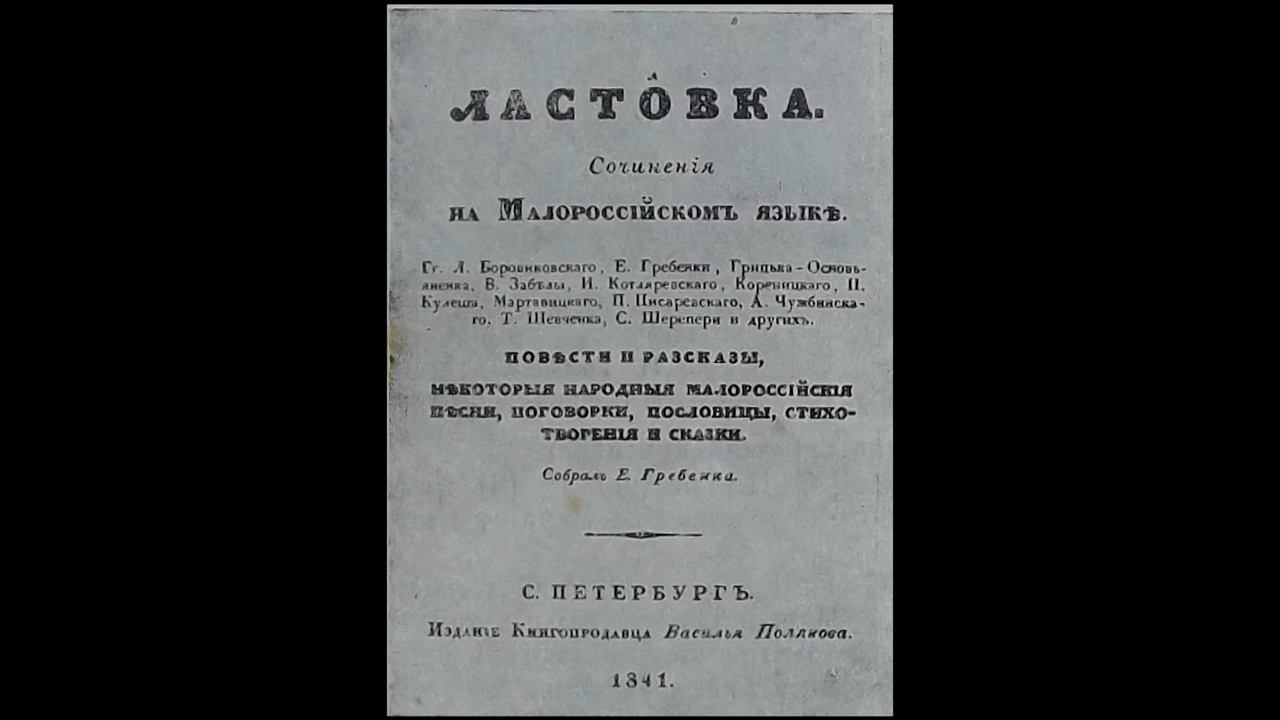 ЛАСТО̂ВКА.
Сочиненія
на Малороссійскомъ языкѣ.
Гг. Л. Боровиковскаго, Е. Гребенки, Грицька-Основь-
яненка, В. Забѣлы, И. Котляревскаго, Кореницкаго, П.
Кулеша, Мартавицкаго, П. Писаревскаго, А. Чужбинска-
го, Т. Шевченка, С. Шерепери и другихъ.
ПОВѢСТИ И РАЗСКАЗЫ,
НѢКОТОРЫЯ НАРОДНЫЯ МАЛОРОССІЙСКІЯ
ПѢСНИ, ПОГОВОРКИ, ПОСЛОВИЦЫ, СТИХО-
ТВОРЕНІЯ И СКАЗКИ.
Собралъ Е. Гребенка.
С. ПЕТЕРБУРГЪ.
Изданіе Книгопродавца Василья Полякова.
1841.